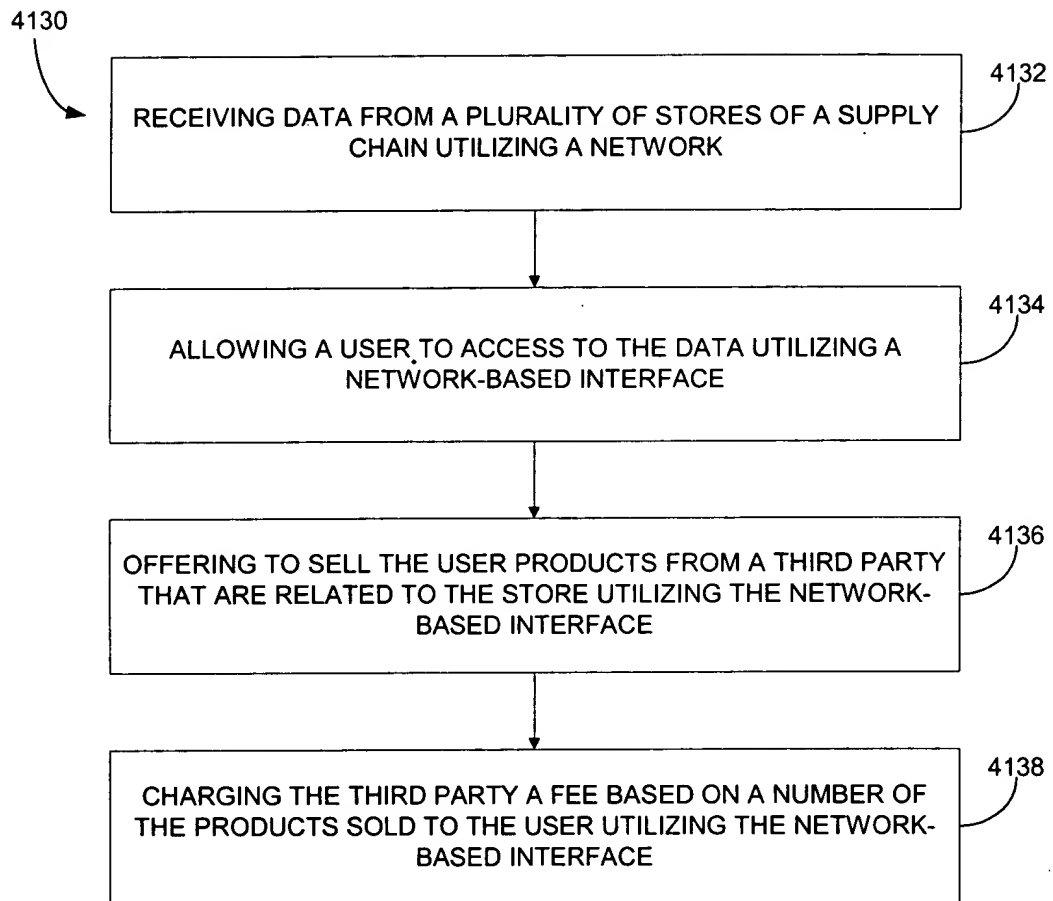 4130
4132
RECEIVING DATA FROM A PLURALITY OF STORES OF A SUPPLY
CHAIN UTILIZING A NETWORK
4134
ALLOWING A USER TO ACCESS TO THE DATA UTILIZING A
NETWORK-BASED INTERFACE
4136
OFFERING TO SELL THE USER PRODUCTS FROM A THIRD PARTY
THAT ARE RELATED TO THE STORE UTILIZING THE NETWORK-
BASED INTERFACE
4138
CHARGING THE THIRD PARTY A FEE BASED ON A NUMBER OF
THE PRODUCTS SOLD TO THE USER UTILIZING THE NETWORK-
BASED INTERFACE